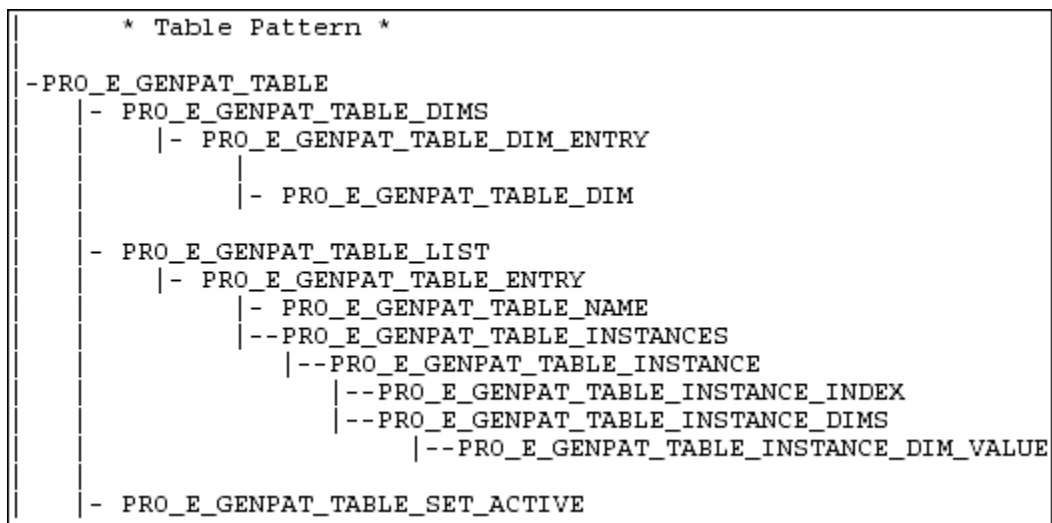 |      * Table Pattern *
|
|-PRO_E_GENPAT_TABLE
|   |- PRO_E_GENPAT_TABLE_DIMS
|   |    |- PRO_E_GENPAT_TABLE_DIM_ENTRY
|   |         |
|   |         |- PRO_E_GENPAT_TABLE_DIM
|   |
|   |- PRO_E_GENPAT_TABLE_LIST
|   |    |- PRO_E_GENPAT_TABLE_ENTRY
|   |         |- PRO_E_GENPAT_TABLE_NAME
|   |         |--PRO_E_GENPAT_TABLE_INSTANCES
|   |            |--PRO_E_GENPAT_TABLE_INSTANCE
|   |               |--PRO_E_GENPAT_TABLE_INSTANCE_INDEX
|   |               |--PRO_E_GENPAT_TABLE_INSTANCE_DIMS
|   |                    |--PRO_E_GENPAT_TABLE_INSTANCE_DIM_VALUE
|   |
|   |- PRO_E_GENPAT_TABLE_SET_ACTIVE